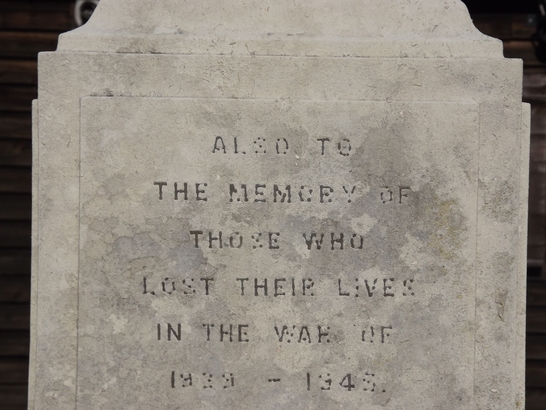 ALSO TO
THE MEMORY OF
THOSE WHO
LOST THEIR LIVES
IN THE WAR OF
1939 - 1945.